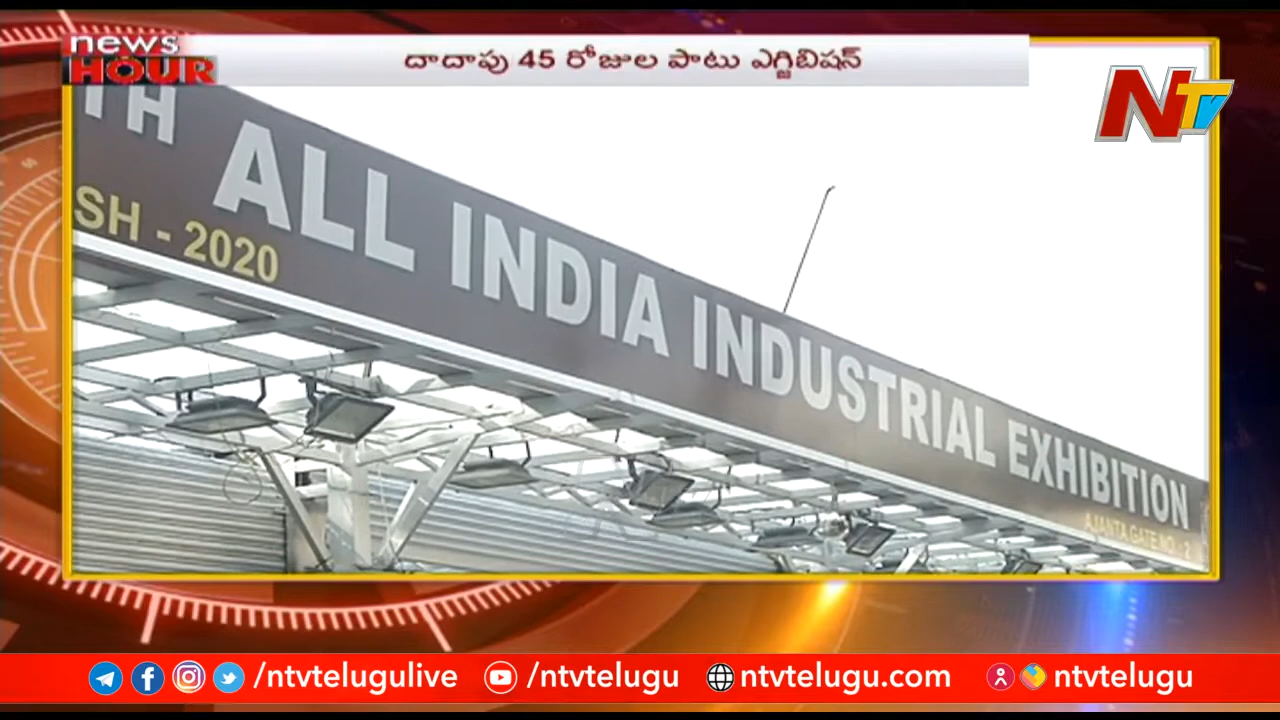 news
HOUR
దాదాపు 45 రోజుల పాటు ఎగ్జిబిషన్
NTV
TH ALL INDIA INDUSTRIAL EXHIBITION
SH - 2020
AJANTA GATE NO - 2
/ntvtelugulive /ntvtelugu ntvtelugu.com ntvtelugu